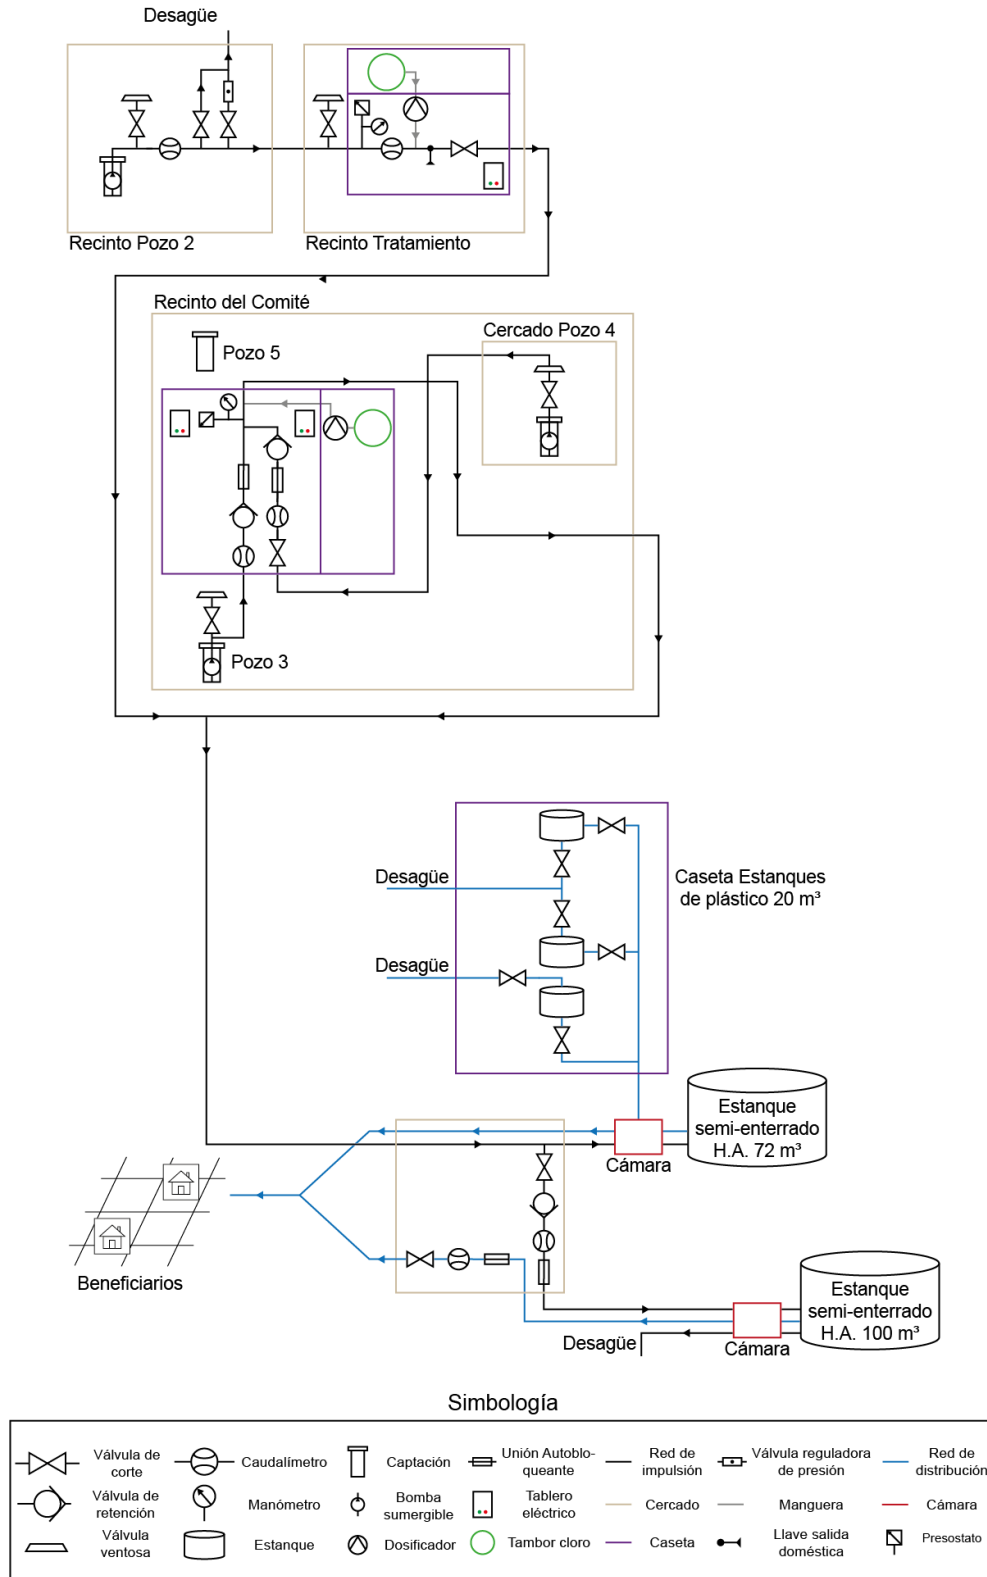 Desagüe
Recinto Pozo 2
Recinto Tratamiento
Recinto del Comité
Pozo 5
Cercado Pozo 4
Pozo 3
Desagüe
Desagüe
Caseta Estanques
de plástico 20 m³
Estanque
semi-enterrado
H.A. 72 m³
Cámara
Beneficiarios
Estanque
semi-enterrado
H.A. 100 m³
Desagüe
Cámara
Simbología
Válvula de
corte
Caudalímetro
Captación
Unión Autoblo-
queante
Red de
impulsión
Válvula reguladora
de presión
Red de
distribución
Válvula de
retención
Manómetro
Bomba
sumergible
Tablero
eléctrico
Cercado
Manguera
Cámara
Válvula
ventosa
Estanque
Dosificador
Tambor cloro
Caseta
Llave salida
doméstica
Presostato